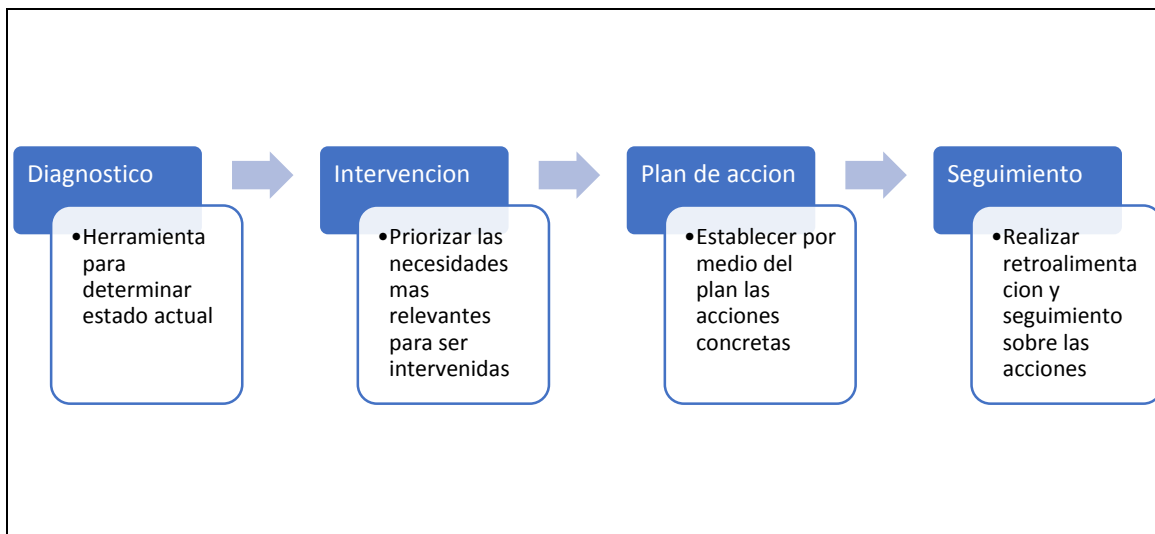 Diagnostico
•Herramienta
para
determinar
estado actual
Intervencion
•Priorizar las
necesidades
mas
relevantes
para ser
intervenidas
Plan de accion
•Establecer por
medio del
plan las
acciones
concretas
Seguimiento
•Realizar
retroalimenta
cion y
seguimiento
sobre las
acciones